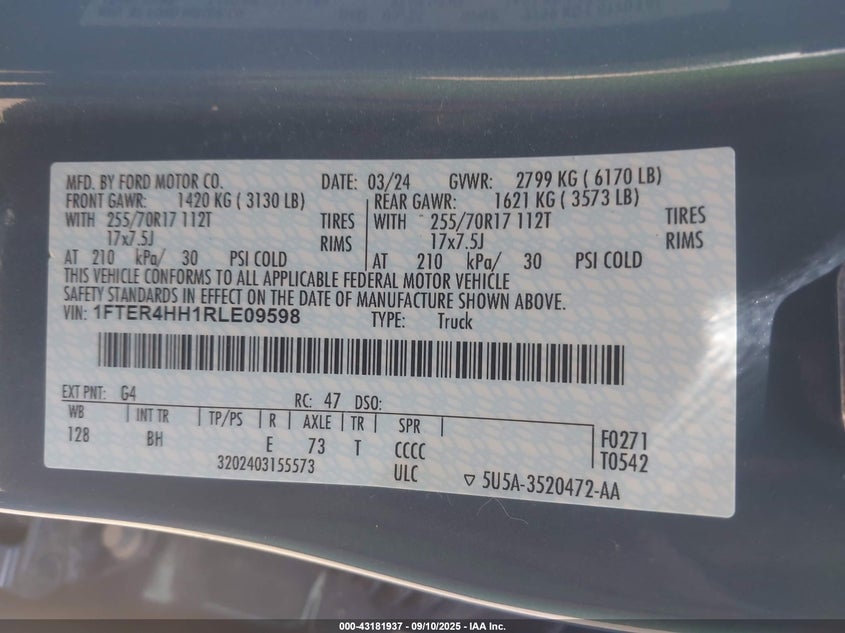 MFD. BY FORD MOTOR CO. DATE: 03/24 GVWR: 2799 KG ( 6170 LB)
FRONT GAWR: 1420 KG ( 3130 LB) REAR GAWR: 1621 KG ( 3573 LB)
WITH 255/70R17 112T TIRES WITH 255/70R17 112T TIRES
17x7.5J RIMS 17x7.5J RIMS
AT 210 kPa/ 30 PSI COLD AT 210 kPa/ 30 PSI COLD
THIS VEHICLE CONFORMS TO ALL APPLICABLE FEDERAL MOTOR VEHICLE
SAFETY STANDARDS IN EFFECT ON THE DATE OF MANUFACTURE SHOWN ABOVE.
VIN: 1FTER4HH1RLE09598 TYPE: Truck
EXT PNT: G4 RC: 47 DSO:
WB INT TR TP/PS R AXLE TR SPR
128 BH E 73 T CCCC F0271
3202403155573 ULC T0542
▽ 5U5A-3520472-AA
000-43181937 - 09/10/2025 - IAA Inc.